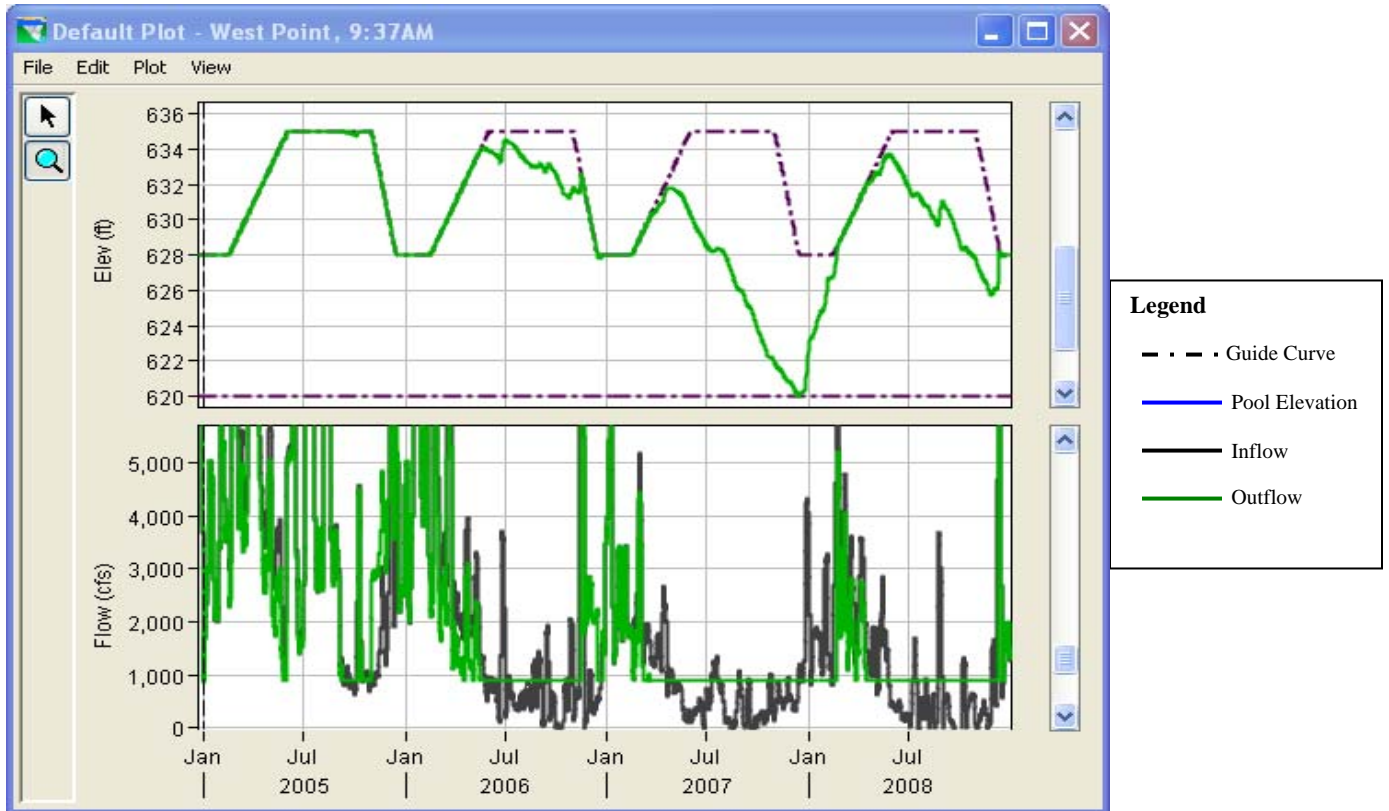 Default Plot - West Point, 9:37AM
File Edit Plot View
Elev (ft)
636
634
632
630
628
626
624
622
620
Flow (cfs)
5,000
4,000
3,000
2,000
1,000
0
Jan Jul Jan Jul Jan Jul Jan Jul
2005 2006 2007 2008
Legend
Guide Curve
Pool Elevation
Inflow
Outflow